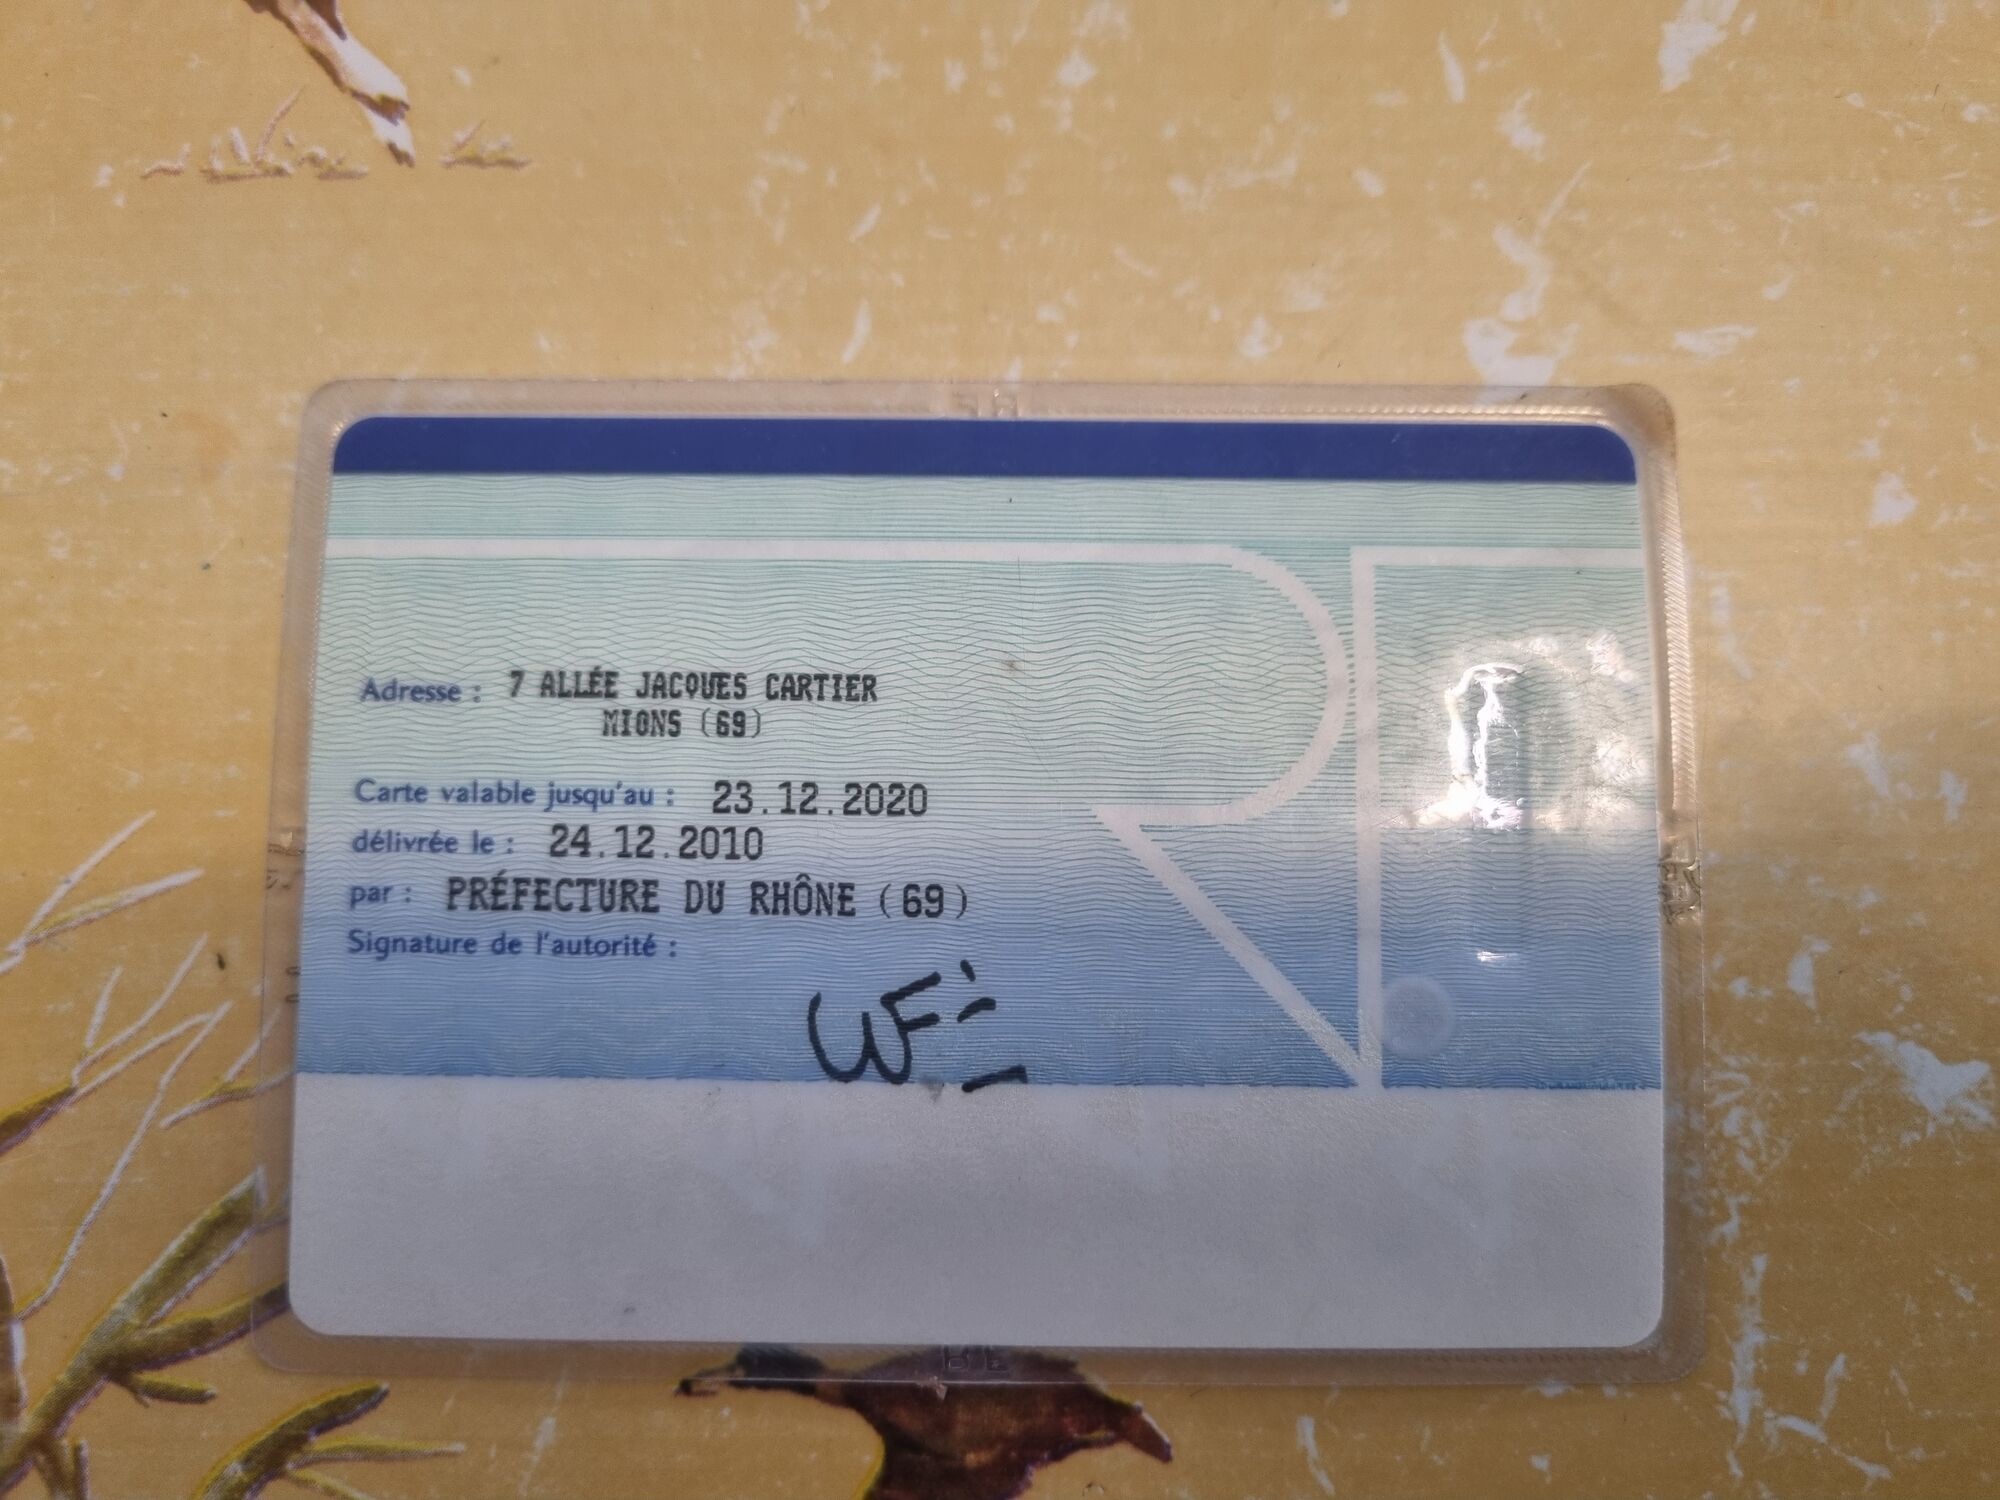 Adresse : 7 ALLÉE JACQUES CARTIER
MIONS (69)
Carte valable jusqu'au : 23.12.2020
délivrée le : 24.12.2010
par : PRÉFECTURE DU RHÔNE (69)
Signature de l'autorité :
RF